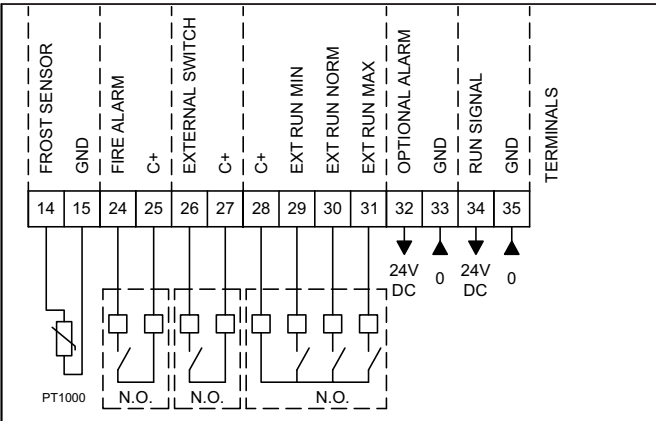 FROST SENSOR
GND
FIRE ALARM
C+
EXTERNAL SWITCH
C+
C+
EXT RUN MIN
EXT RUN NORM
EXT RUN MAX
OPTIONAL ALARM
GND
RUN SIGNAL
GND
TERMINALS
14 15 24 25 26 27 28 29 30 31 32 33 34 35
24V
DC
0
24V
DC
0
PT1000
N.O.
N.O.
N.O.